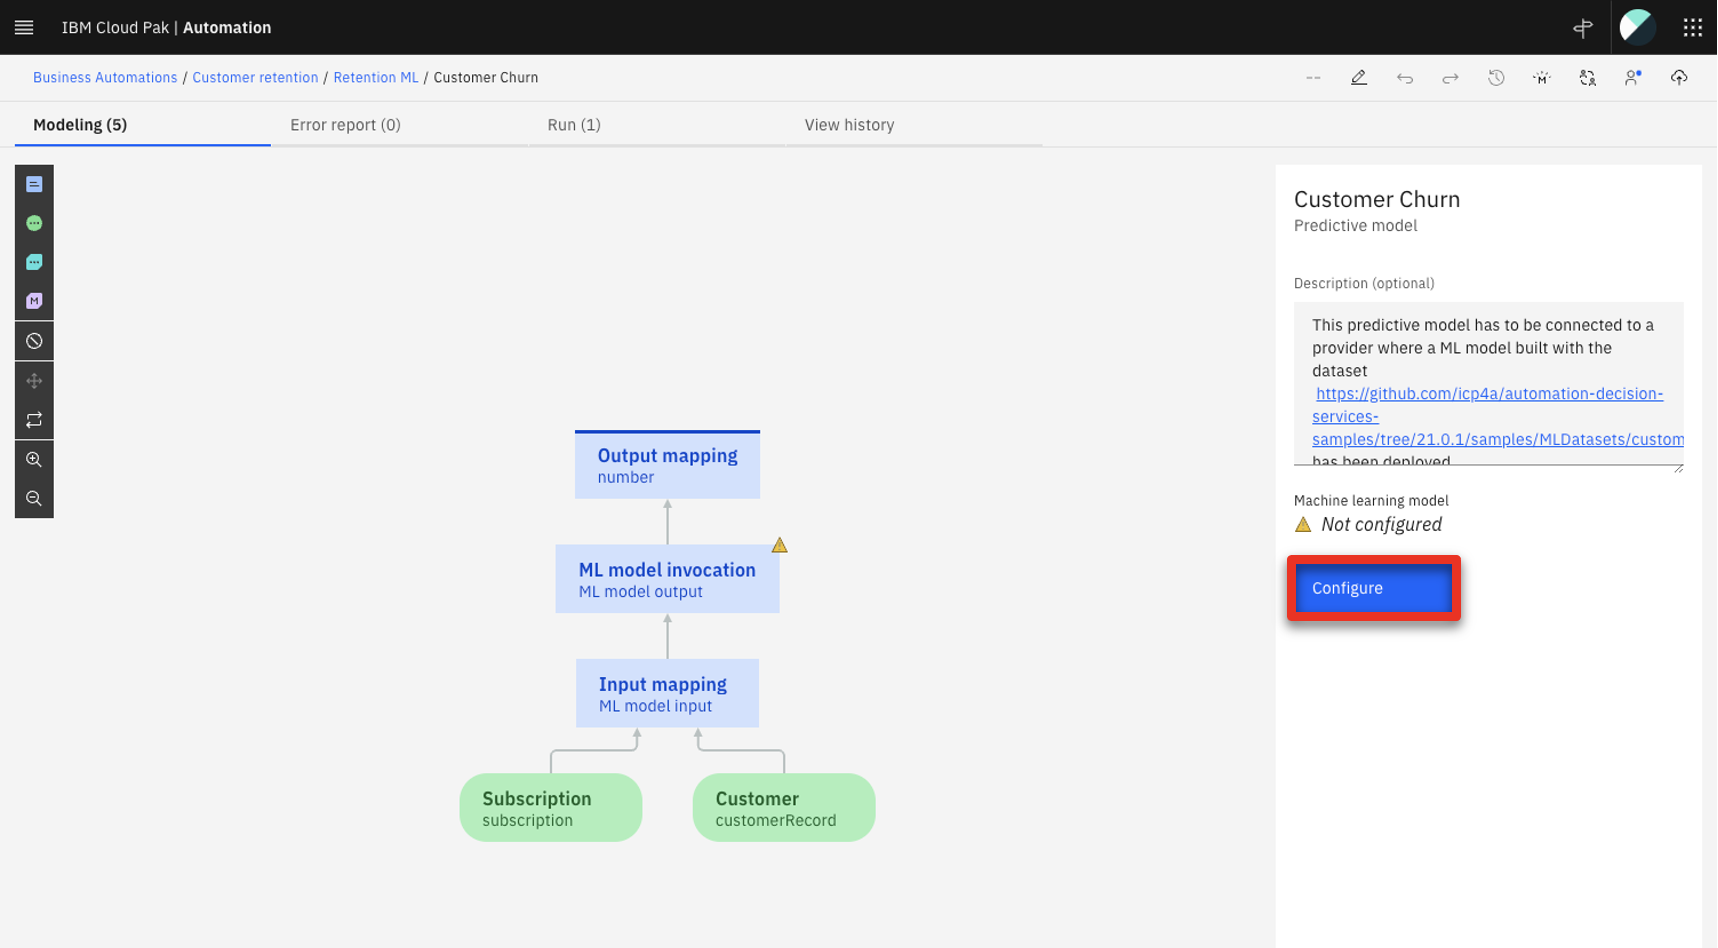 IBM Cloud Pak | Automation
Business Automations / Customer retention / Retention ML / Customer Churn
Modeling (5)
Error report (0)
Run (1)
View history
Output mapping
number
ML model invocation
ML model output
Input mapping
ML model input
Subscription
subscription
Customer
customerRecord
Customer Churn
Predictive model
Description (optional)
This predictive model has to be connected to a
provider where a ML model built with the
dataset
https://github.com/icp4a/automation-decision-
services-
samples/tree/21.0.1/samples/MLDatasets/custom
has been deployed
Machine learning model
Not configured
Configure